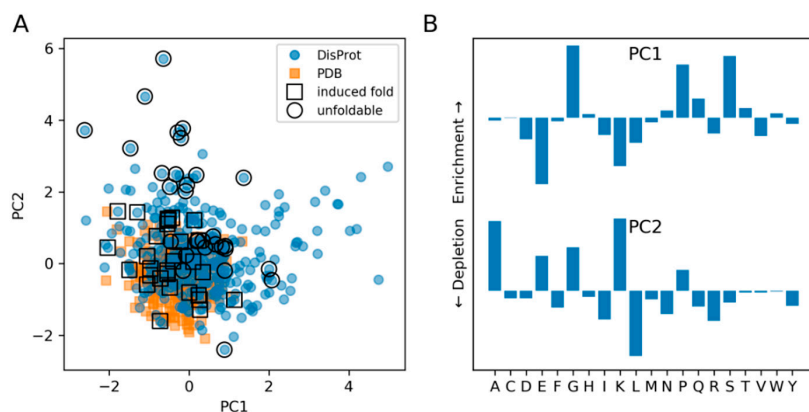 A
6
4
2
0
−2
PC2
−2
0
2
4
PC1
DisProt
PDB
induced fold
unfoldable
B
PC1
PC2
← Depletion Enrichment →
A C D E F G H I K L M N P Q R S T V W Y